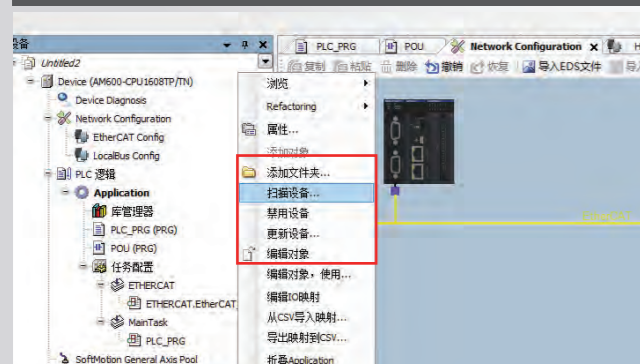 设备
PLC_PRG
POU
Network Configuration
Untitled2
复制
粘贴
删除
撤销
恢复
导入EDS文件
导入
Device (AM600-CPU1608TP/TN)
Device Diagnosis
Network Configuration
EtherCAT Config
LocalBus Config
PLC 逻辑
Application
库管理器
PLC_PRG (PRG)
POU (PRG)
任务配置
ETHERCAT
ETHERCAT.EtherCAT_
MainTask
PLC_PRG
SoftMotion General Axis Pool
浏览
Refactoring
属性...
添加对象
添加文件夹...
扫描设备...
禁用设备
更新设备...
编辑对象
编辑对象，使用...
编辑IO映射
从CSV导入映射...
导出映射到CSV...
折叠Application